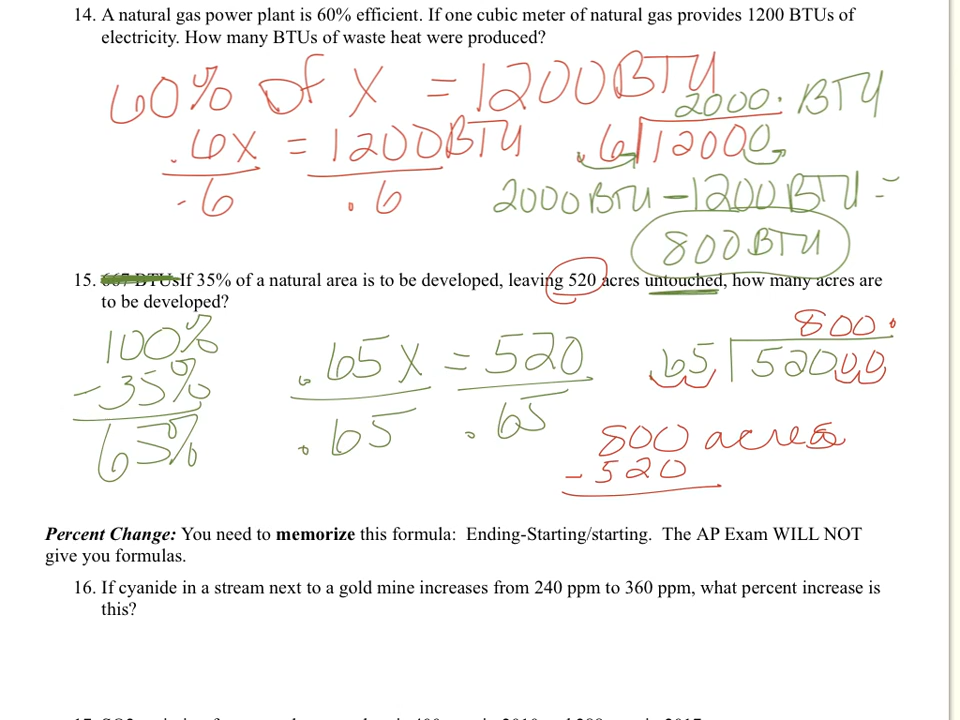 14. A natural gas power plant is 60% efficient. If one cubic meter of natural gas provides 1200 BTUs of
electricity. How many BTUs of waste heat were produced?
60% of X = 1200 BTU
2000. BTU
.6X = 1200 BTU
.6 12000
.6 .6
2000 BTU - 1200 BTU =
800 BTU
15. 667 BTUs If 35% of a natural area is to be developed, leaving 520 acres untouched, how many acres are
to be developed?
100%
- 35%
65%
.65 X = 520
.65 .65
800.
.65 52000
800 acres
- 520
Percent Change: You need to memorize this formula: Ending-Starting/starting. The AP Exam WILL NOT
give you formulas.
16. If cyanide in a stream next to a gold mine increases from 240 ppm to 360 ppm, what percent increase is
this?